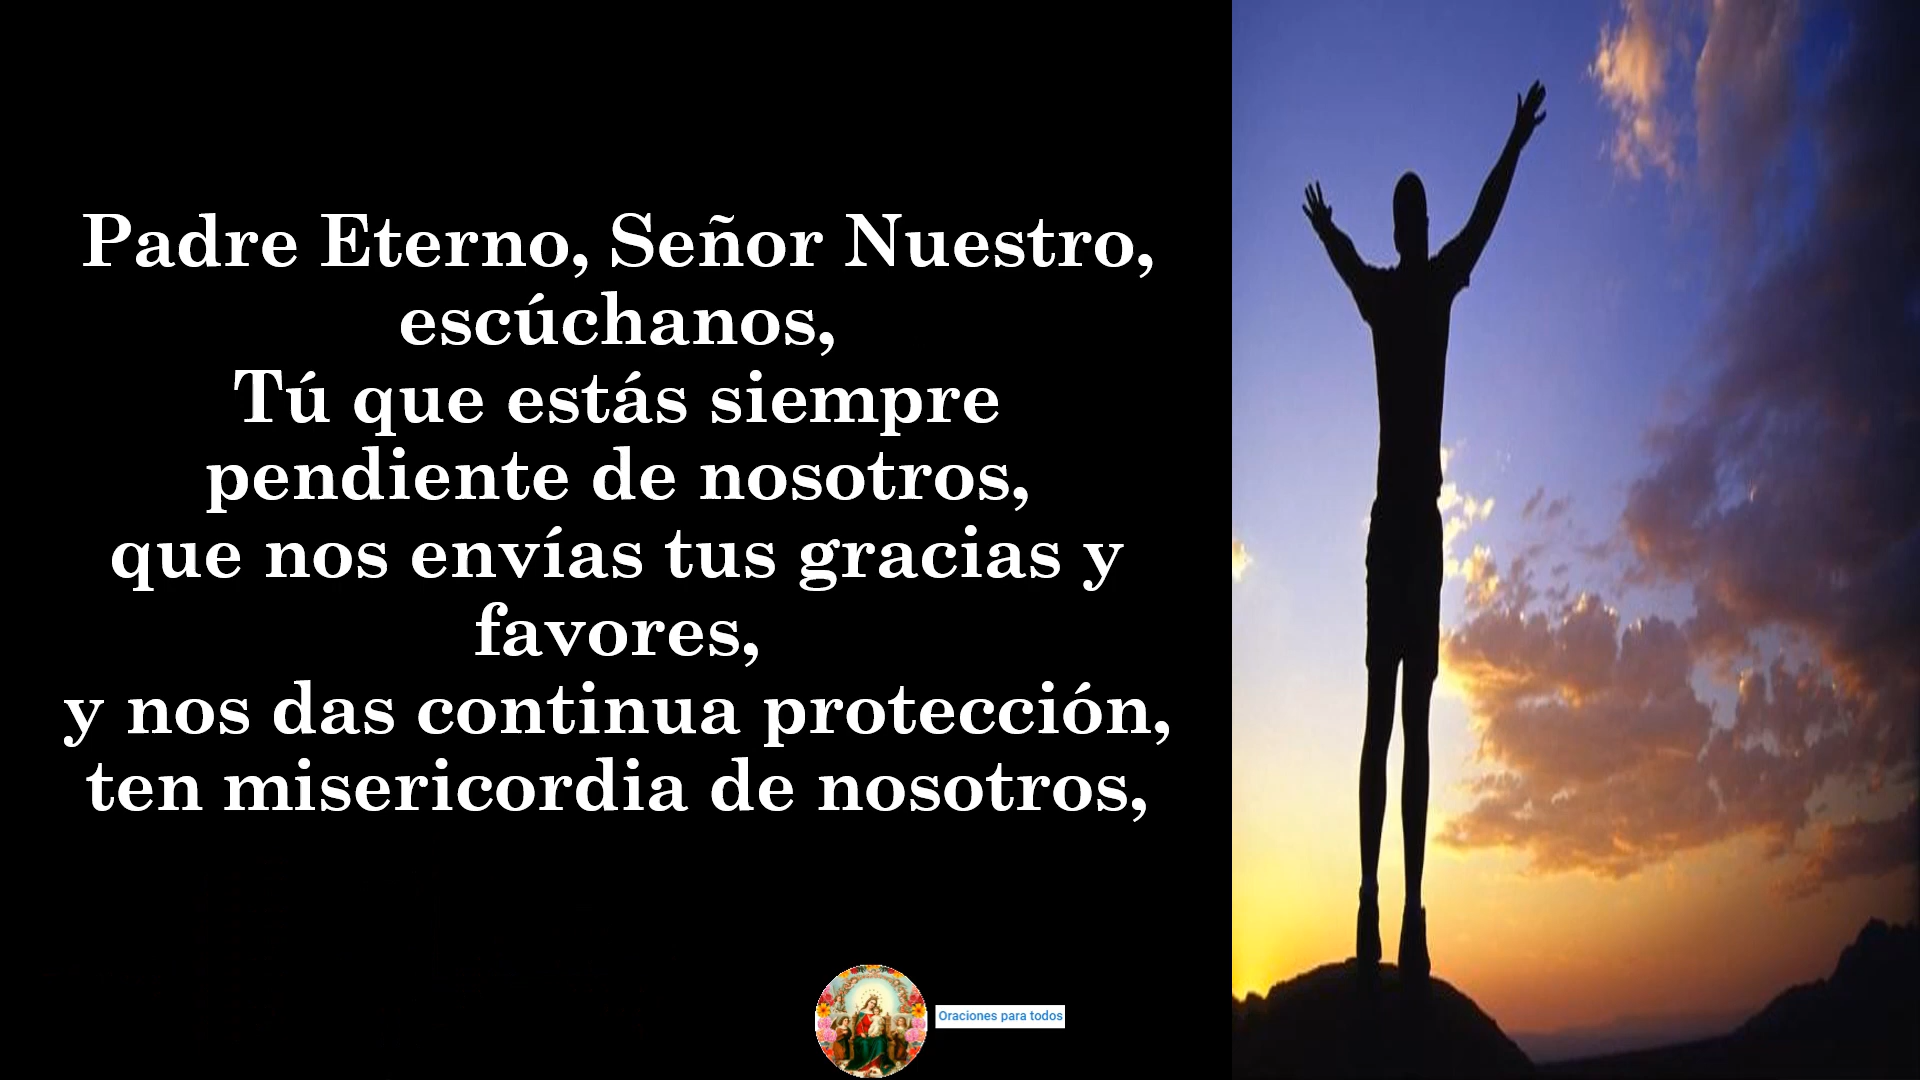 Padre Eterno, Señor Nuestro,
escúchanos,
Tú que estás siempre
pendiente de nosotros,
que nos envías tus gracias y
favores,
y nos das continua protección,
ten misericordia de nosotros,
Oraciones para todos